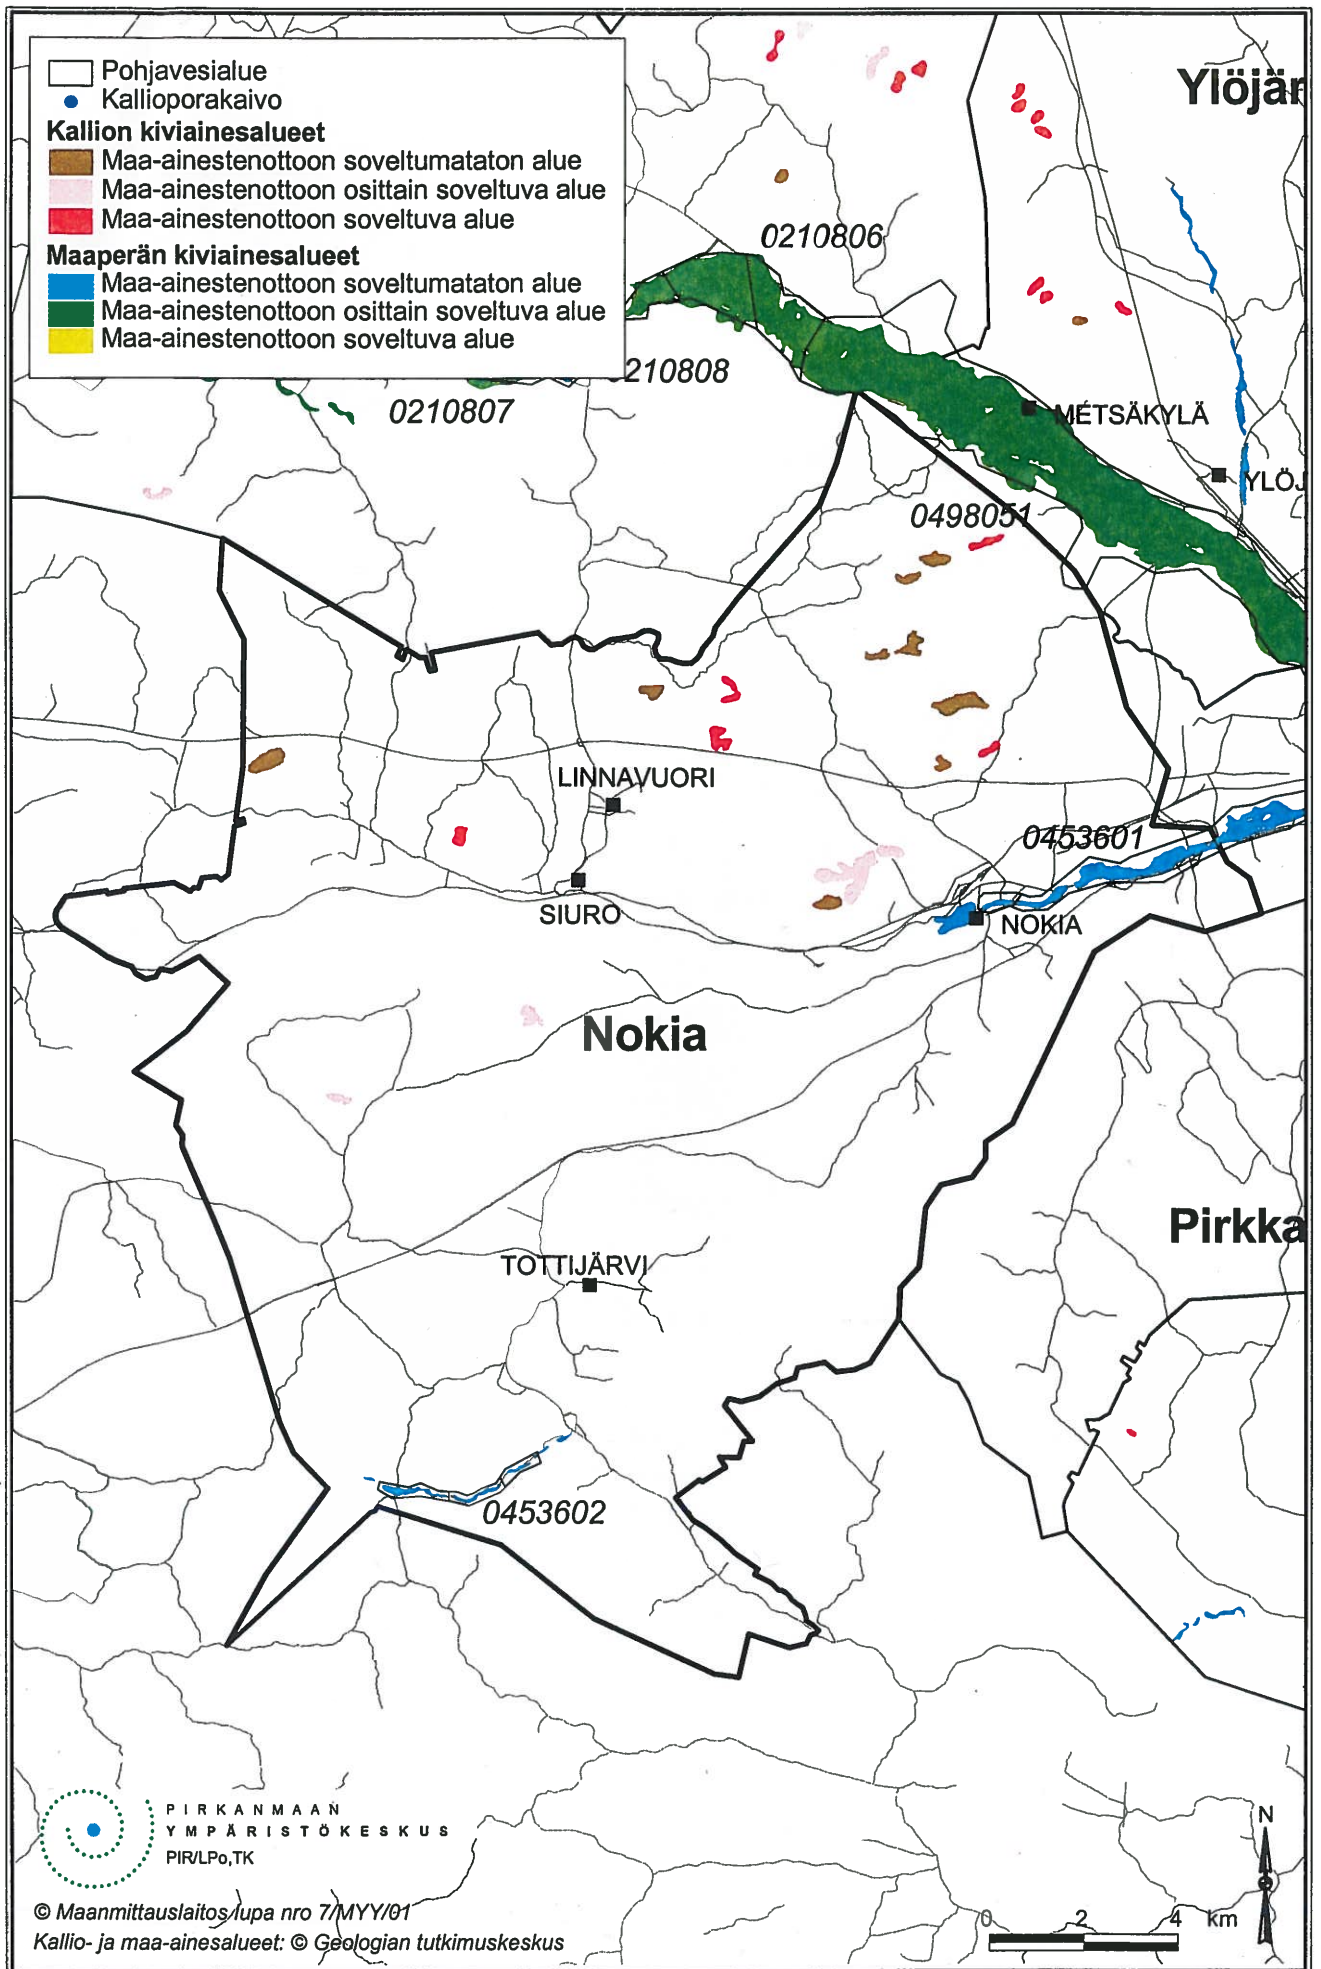 Pohjavesialue
Kallioporakaivo
Kallion kiviainesalueet
Maa-ainestenottoon soveltumataton alue
Maa-ainestenottoon osittain soveltuva alue
Maa-ainestenottoon soveltuva alue
Maaperän kiviainesalueet
Maa-ainestenottoon soveltumataton alue
Maa-ainestenottoon osittain soveltuva alue
Maa-ainestenottoon soveltuva alue
Ylöjär
0210806
210808
0210807
METSÄKYLÄ
YLÖJ
0498051
LINNAVUORI
0453601
SIURO
NOKIA
Nokia
Pirkka
TOTTIJÄRVI
0453602
PIRKANMAAN
YMPÄRISTÖKESKUS
PIR/LPo,TK
N
© Maanmittauslaitos lupa nro 7/MYY/01
0 2 4 km
Kallio- ja maa-ainesalueet: © Geologian tutkimuskeskus